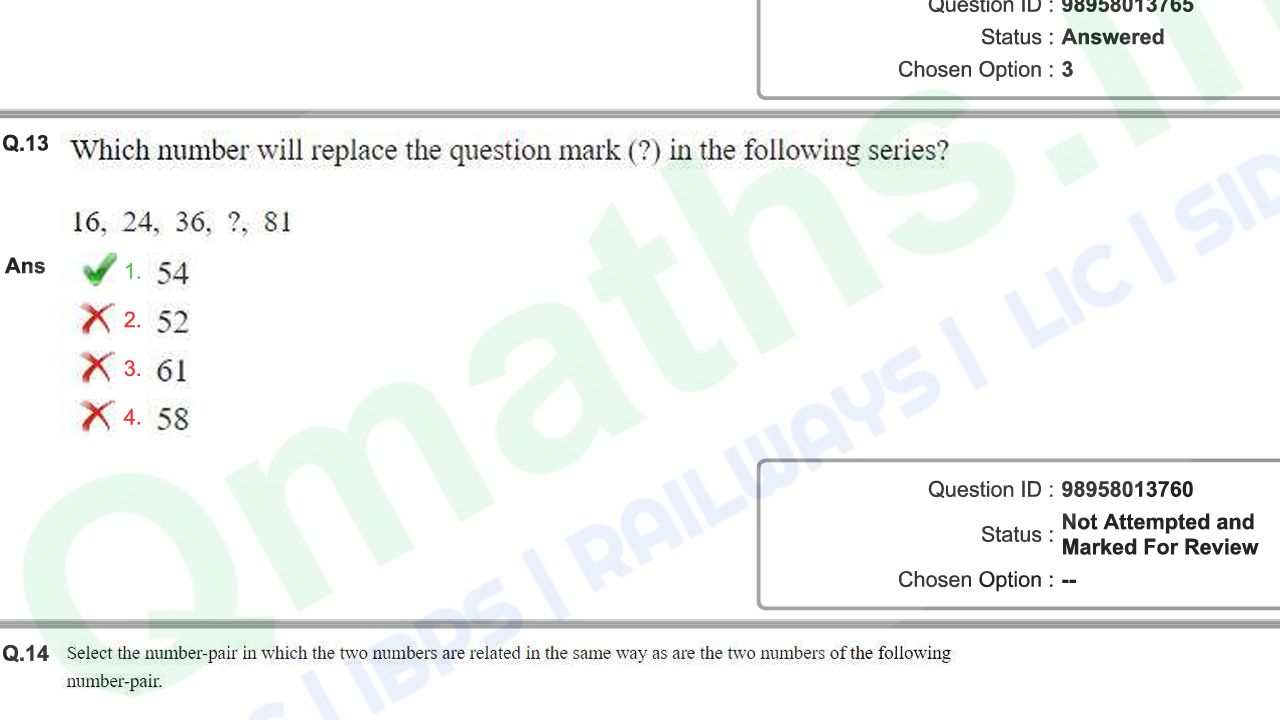 Question ID : 98958013765
Status : Answered
Chosen Option : 3
Q.13 Which number will replace the question mark (?) in the following series?
16, 24, 36, ?, 81
Ans 1. 54
2. 52
3. 61
4. 58
Question ID : 98958013760
Status : Not Attempted and
Marked For Review
Chosen Option : --
Q.14 Select the number-pair in which the two numbers are related in the same way as are the two numbers of the following
number-pair.
Qmaths.in
| IBPS | RAILWAYS | LIC | SID